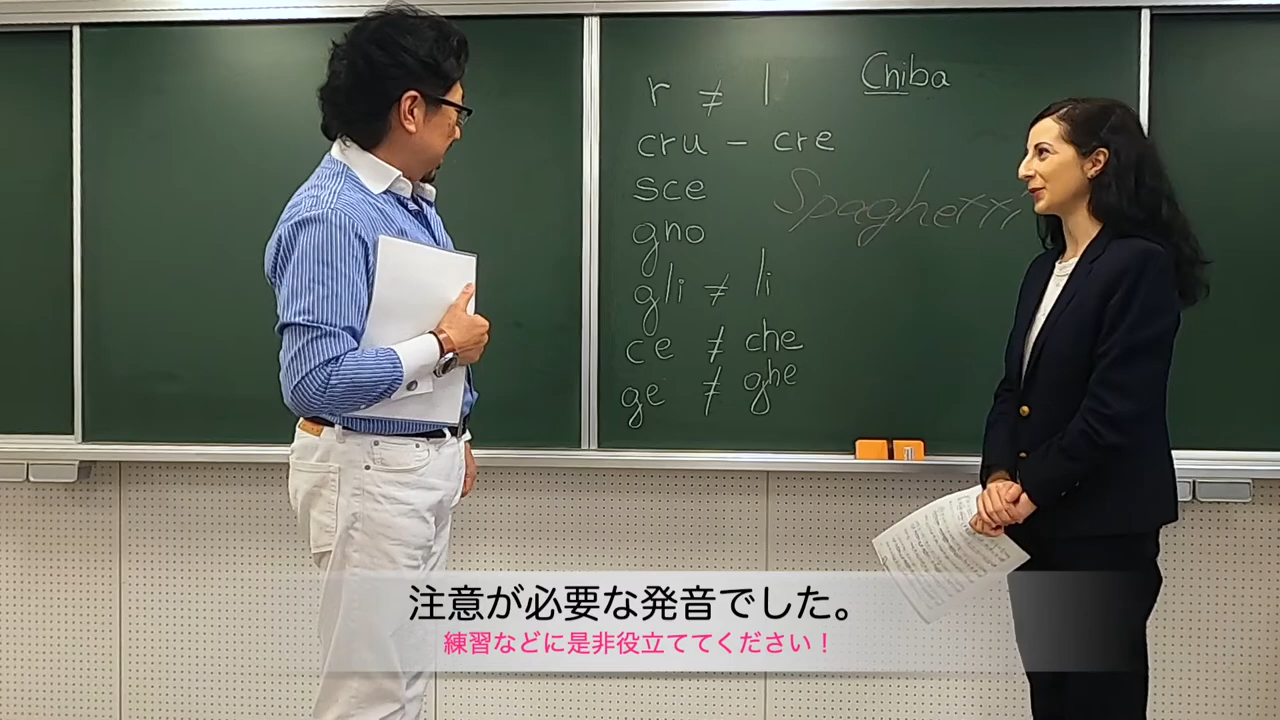 r ≠ l
Chiba
cru - cre
sce
Spaghetti
gno
gli ≠ li
ce ≠ che
ge ≠ ghe
注意が必要な発音でした。
練習などに是非役立ててください!